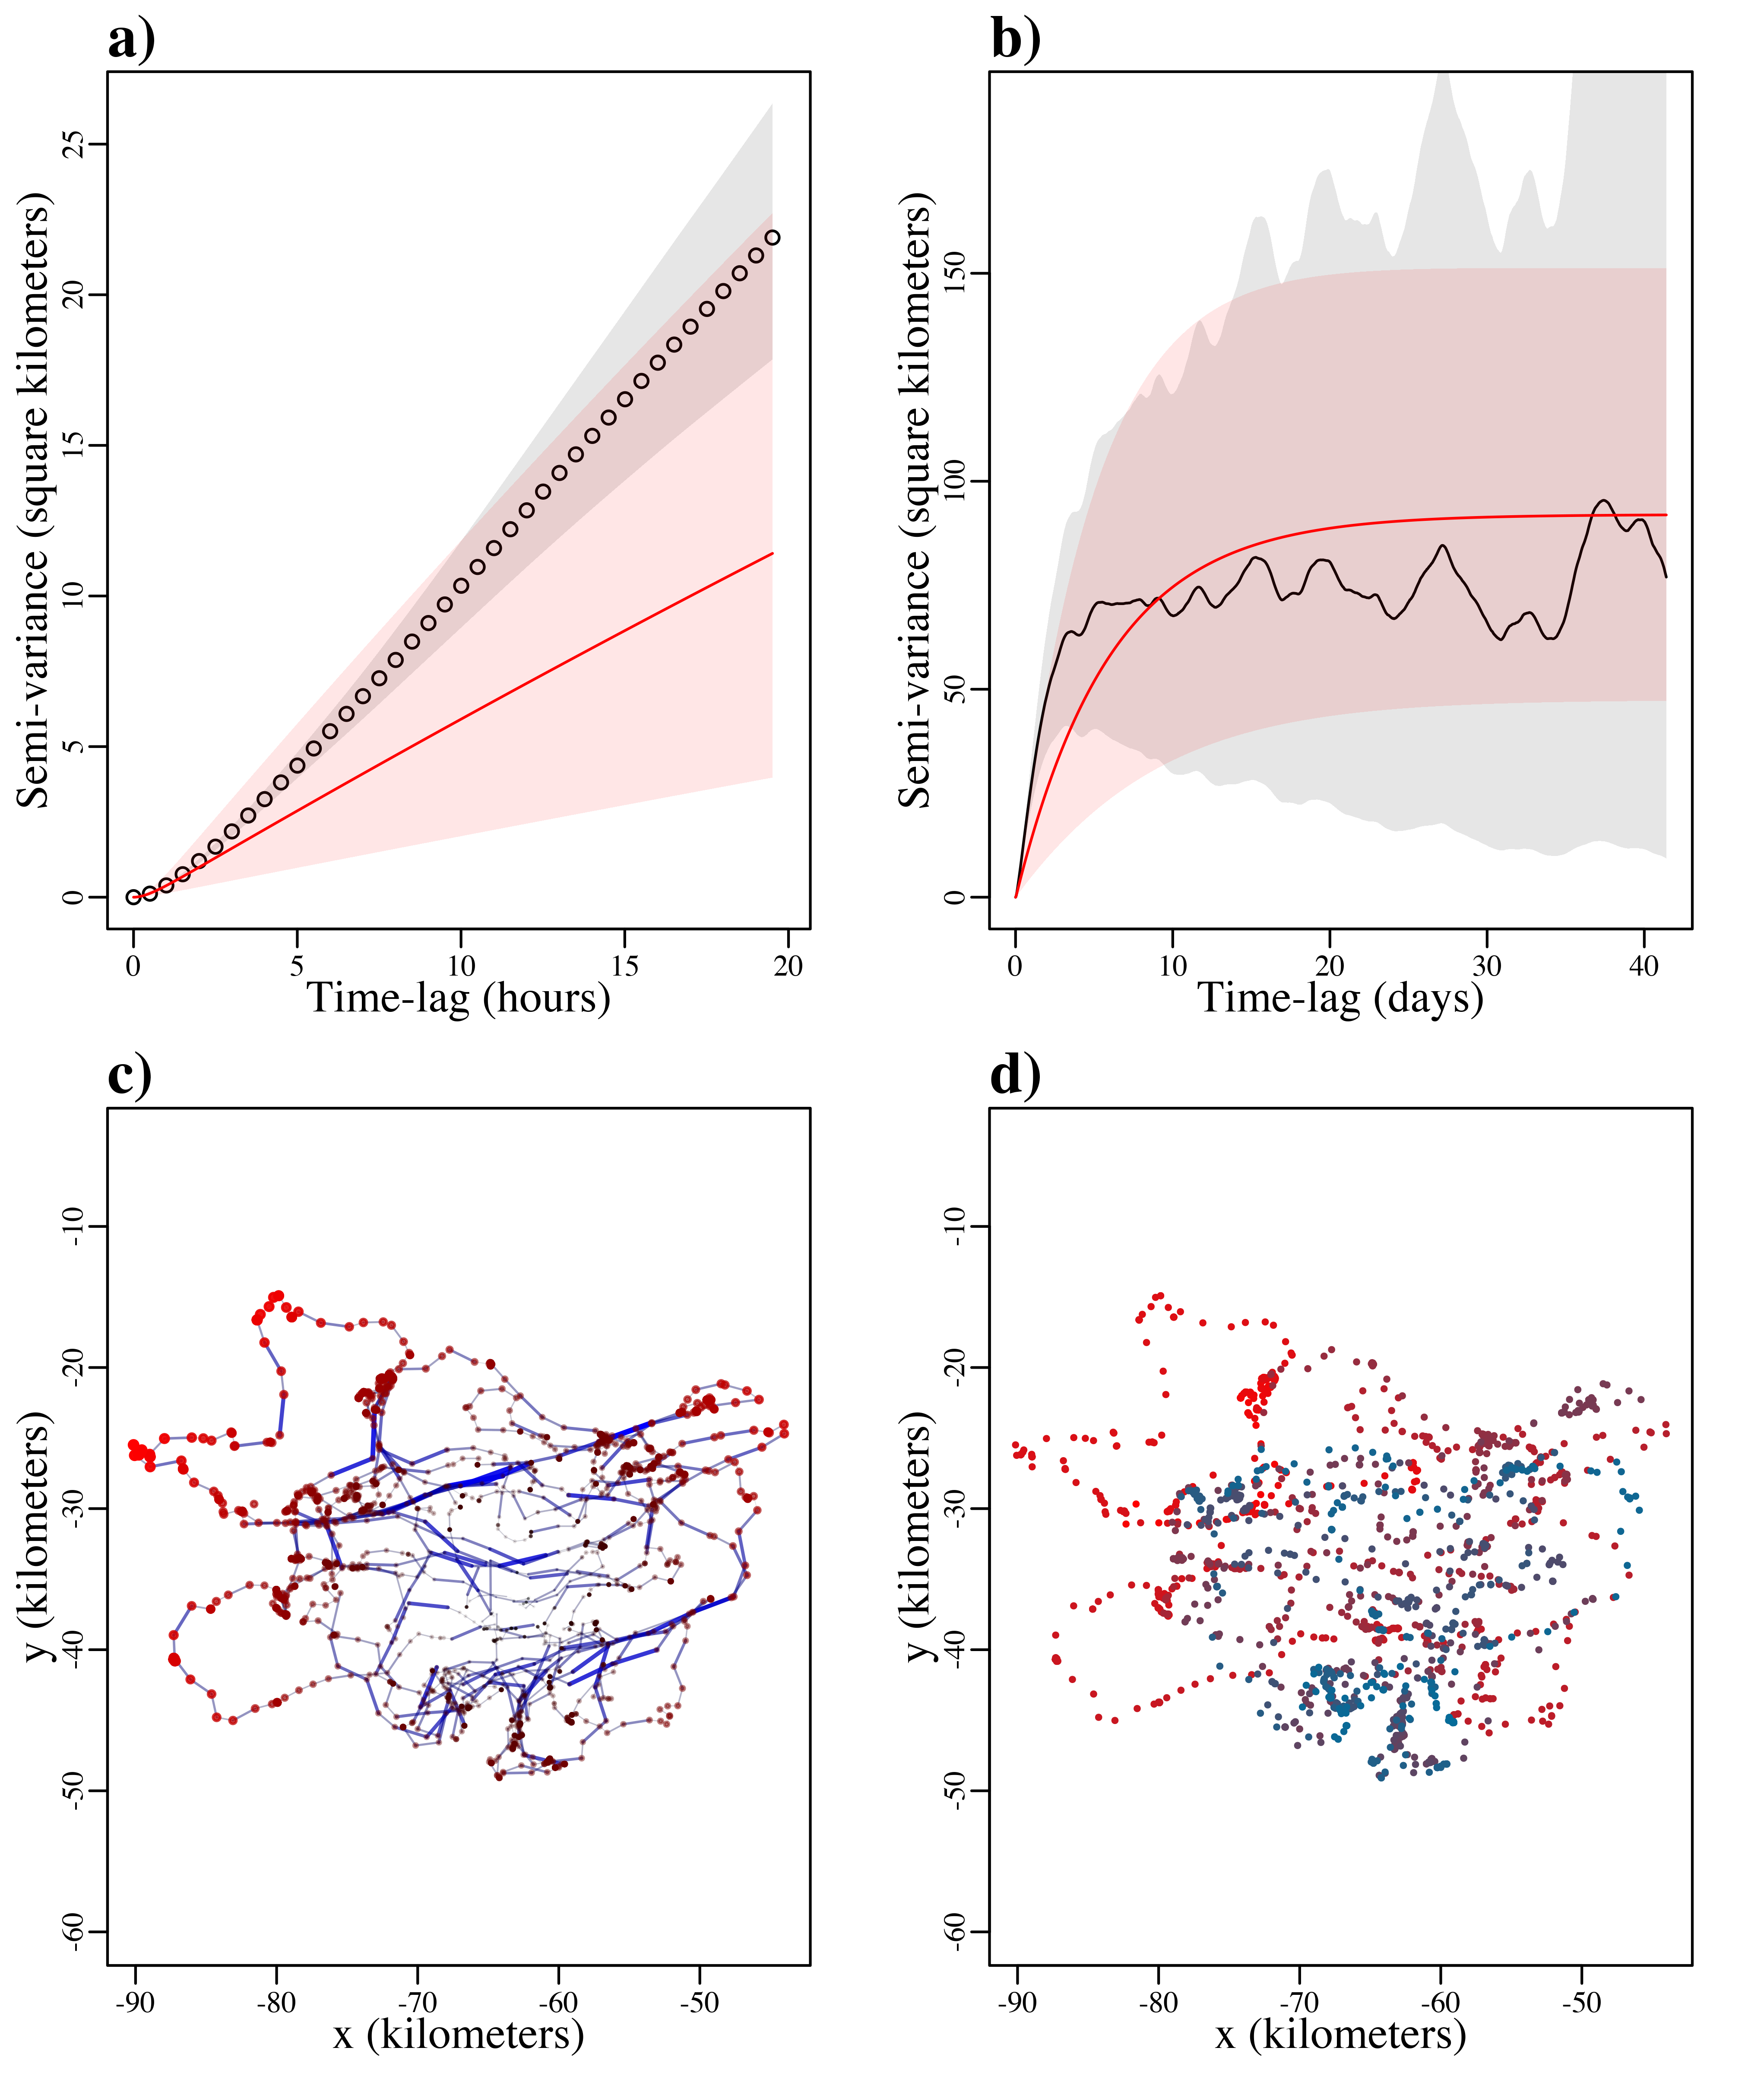 a)
Semi-variance (square kilometers)
25
20
15
10
5
0
0 5 10 15 20
Time-lag (hours)
b)
Semi-variance (square kilometers)
150
100
50
0
0 10 20 30 40
Time-lag (days)
c)
y (kilometers)
-10
-20
-30
-40
-50
-60
-90 -80 -70 -60 -50
x (kilometers)
d)
y (kilometers)
-10
-20
-30
-40
-50
-60
-90 -80 -70 -60 -50
x (kilometers)